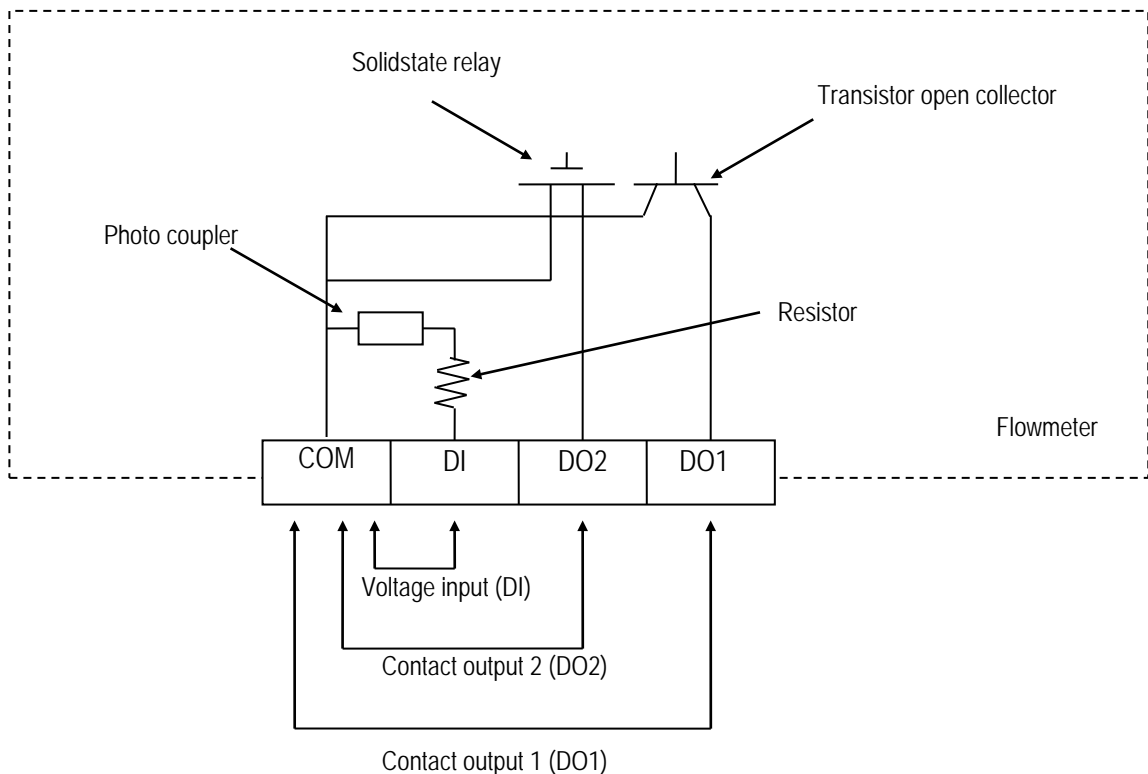 Solidstate relay
Transistor open collector
Photo coupler
Resistor
Flowmeter
COM
DI
DO2
DO1
Voltage input (DI)
Contact output 2 (DO2)
Contact output 1 (DO1)